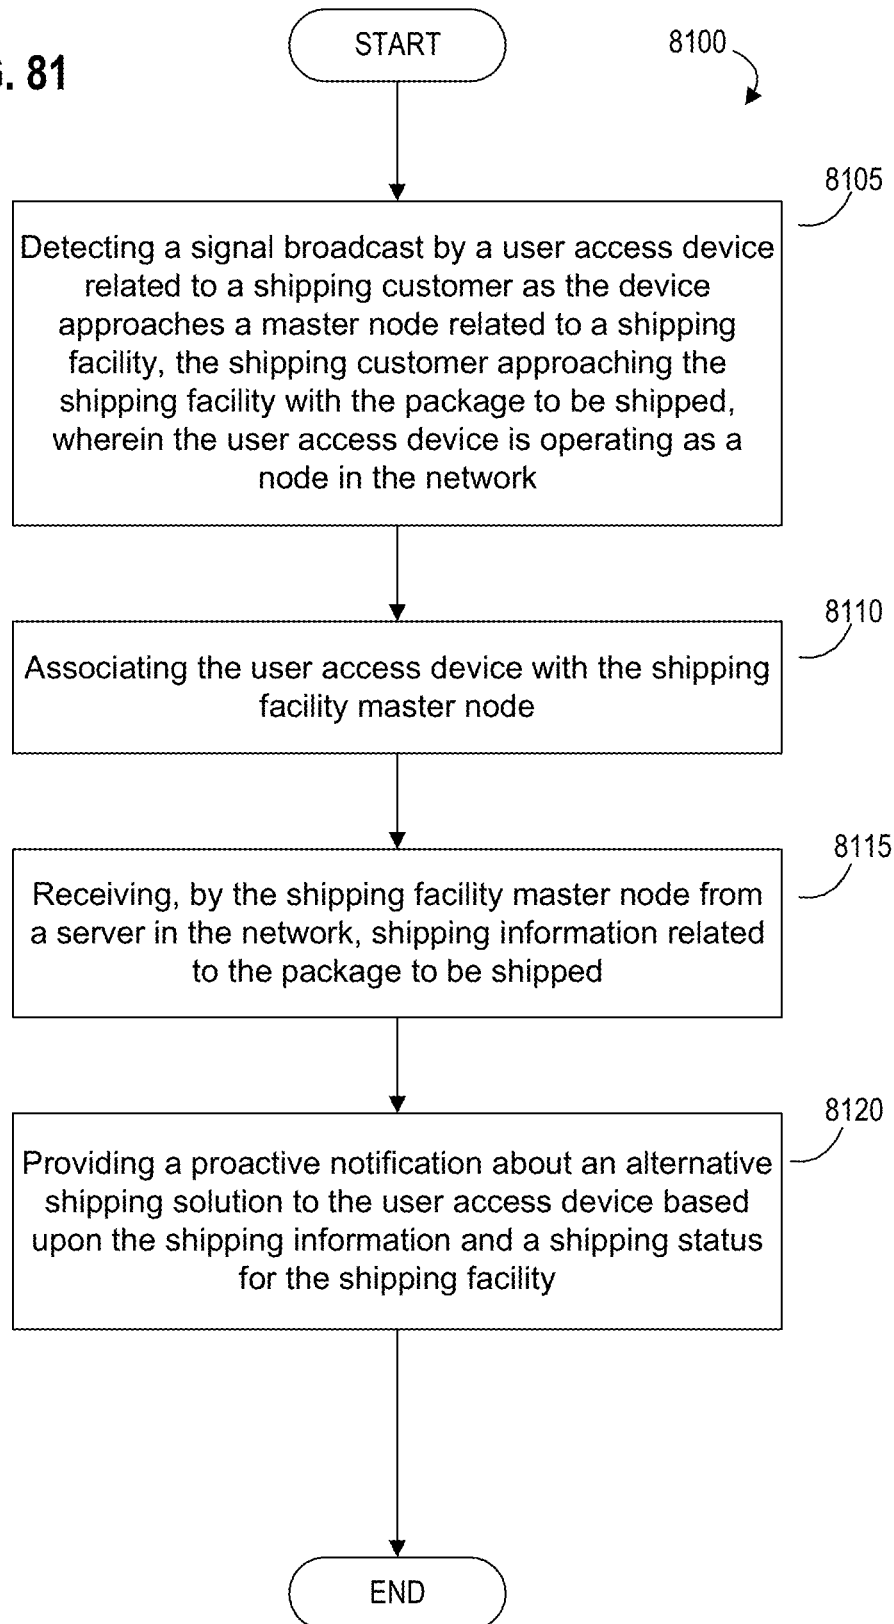 START
8100
. 81
8105
Detecting a signal broadcast by a user access device
related to a shipping customer as the device
approaches a master node related to a shipping
facility, the shipping customer approaching the
shipping facility with the package to be shipped,
wherein the user access device is operating as a
node in the network
8110
Associating the user access device with the shipping
facility master node
8115
Receiving, by the shipping facility master node from
a server in the network, shipping information related
to the package to be shipped
8120
Providing a proactive notification about an alternative
shipping solution to the user access device based
upon the shipping information and a shipping status
for the shipping facility
END